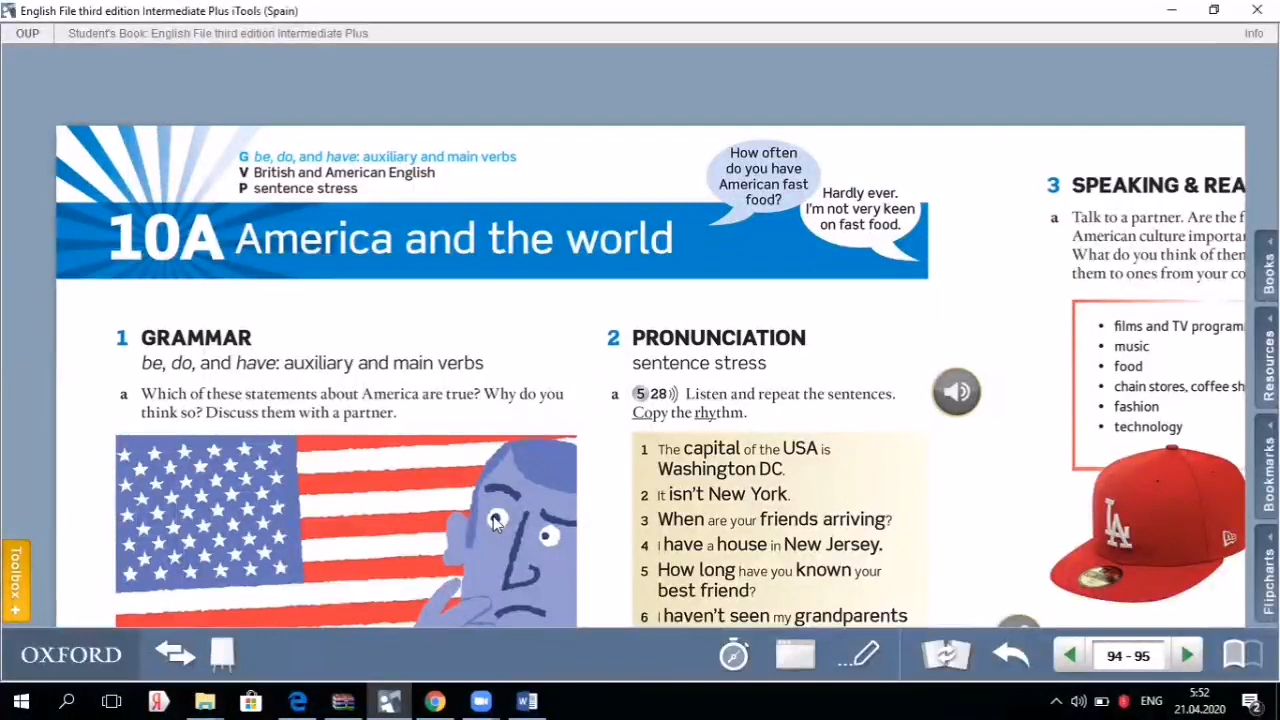 English File third edition Intermediate Plus iTools (Spain)
OUP
Student's Book: English File third edition Intermediate Plus
Info
G be, do, and have: auxiliary and main verbs
V British and American English
P sentence stress
10A America and the world
How often
do you have
American fast
food?
Hardly ever.
I'm not very keen
on fast food.
1 GRAMMAR
be, do, and have: auxiliary and main verbs
a Which of these statements about America are true? Why do you
think so? Discuss them with a partner.
2 PRONUNCIATION
sentence stress
a 5 28 Listen and repeat the sentences.
Copy the rhythm.
1 The capital of the USA is
Washington DC.
2 It isn't New York.
3 When are your friends arriving?
4 I have a house in New Jersey.
5 How long have you known your
best friend?
6 I haven't seen my grandparents
3 SPEAKING & REA
a Talk to a partner. Are the f
American culture importa
What do you think of then
them to ones from your co
• films and TV program
• music
• food
• chain stores, coffee sh
• fashion
• technology
LA
Books
Resources
Bookmarks
Flipcharts
Toolbox +
OXFORD
94 - 95
ENG
5:52
21.04.2020
2